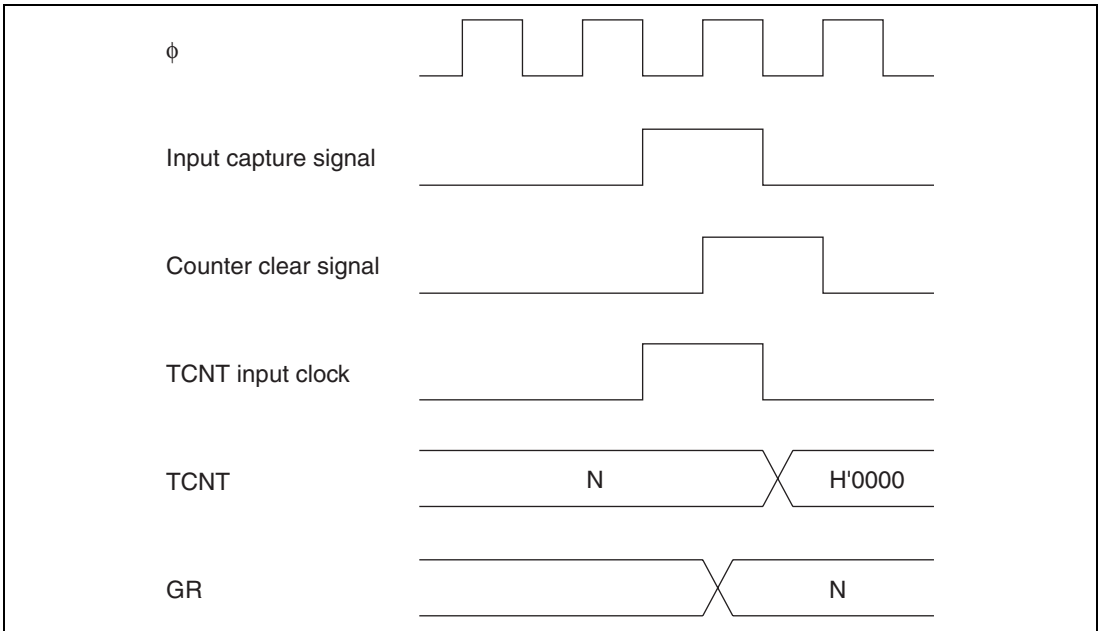 ϕ
Input capture signal
Counter clear signal
TCNT input clock
TCNT
N
H'0000
GR
N